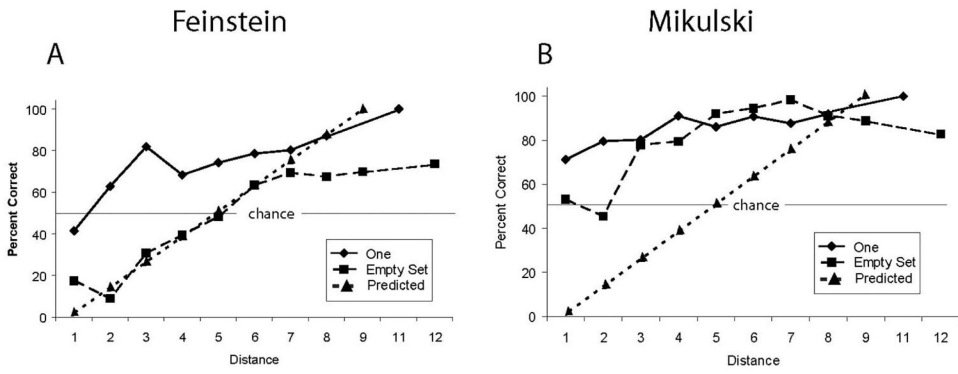 Feinstein
A
Percent Correct
100
80
60
40
20
0
chance
One
Empty Set
Predicted
1 2 3 4 5 6 7 8 9 11 12
Distance
Mikulski
B
Percent Correct
100
80
60
40
20
0
chance
One
Empty Set
Predicted
1 2 3 4 5 6 7 8 9 11 12
Distance